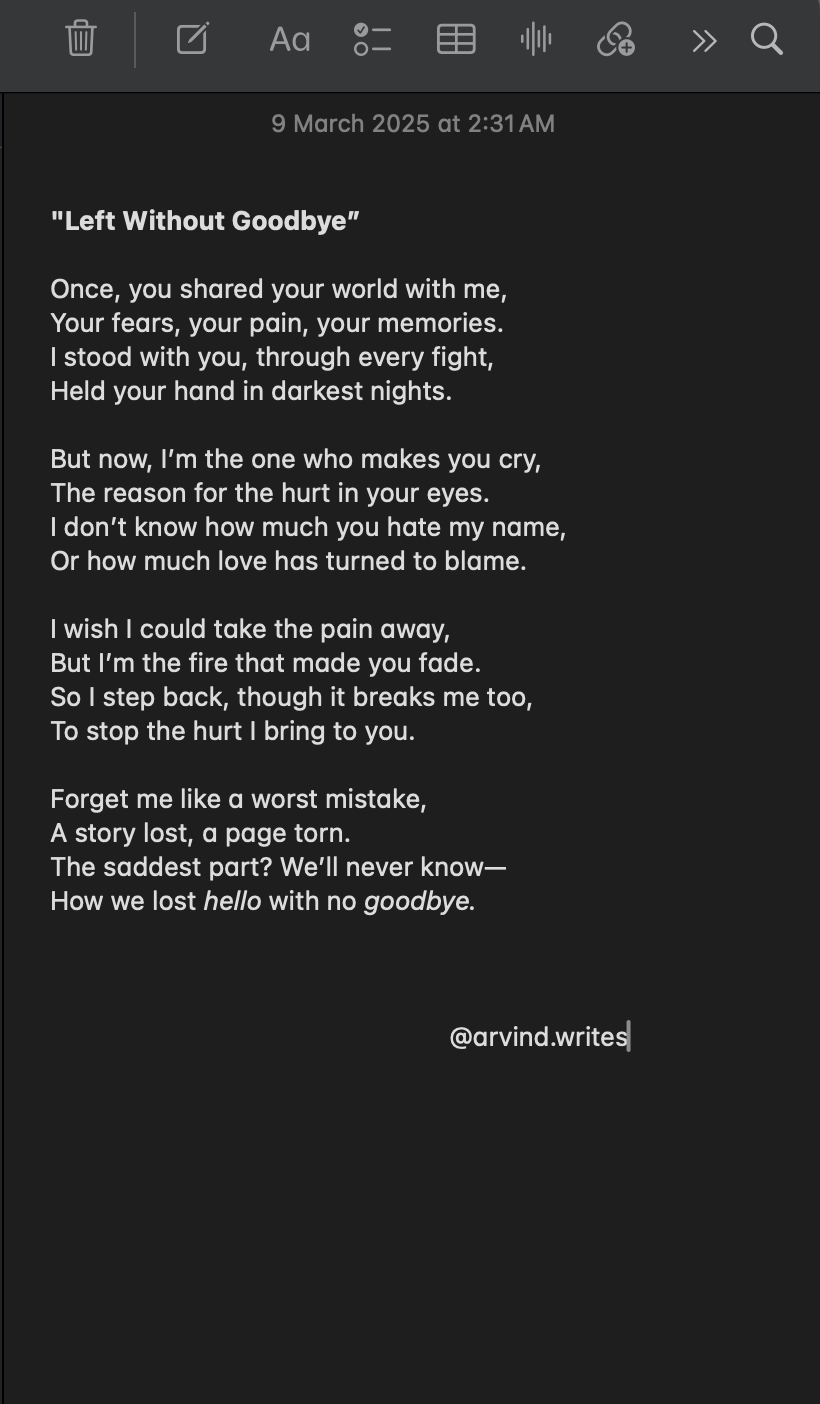 Aa
9 March 2025 at 2:31 AM
"Left Without Goodbye”
Once, you shared your world with me,
Your fears, your pain, your memories.
I stood with you, through every fight,
Held your hand in darkest nights.
But now, I’m the one who makes you cry,
The reason for the hurt in your eyes.
I don’t know how much you hate my name,
Or how much love has turned to blame.
I wish I could take the pain away,
But I’m the fire that made you fade.
So I step back, though it breaks me too,
To stop the hurt I bring to you.
Forget me like a worst mistake,
A story lost, a page torn.
The saddest part? We’ll never know—
How we lost hello with no goodbye.
@arvind.writes